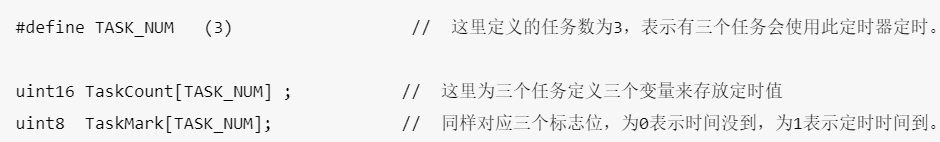 #define TASK_NUM (3) // 这里定义的任务数为3，表示有三个任务会使用此定时器定时。
uint16 TaskCount[TASK_NUM] ; // 这里为三个任务定义三个变量来存放定时值
uint8 TaskMark[TASK_NUM]; // 同样对应三个标志位，为0表示时间没到，为1表示定时时间到。